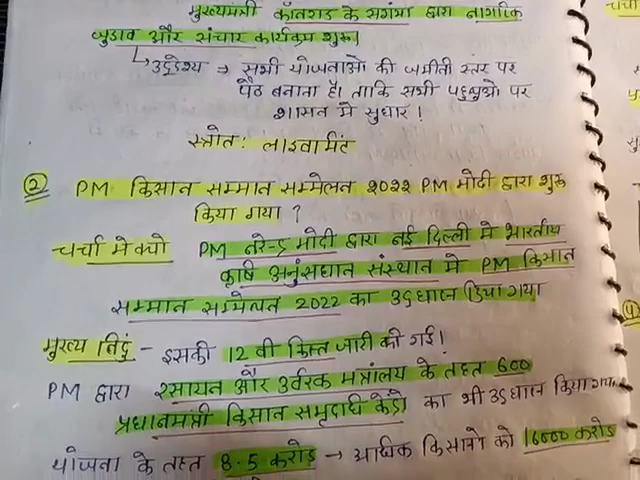 मुख्यमंत्री कॉनराड के संगमा द्वारा नागरिक
जुडाव और संचार कार्यक्रम शुरू।
↳ उद्देश्य → सभी योजनाओ की जमीनी स्तर पर
पैठ बनाना है। ताकि सभी पहलुओ पर
शासन मे सुधार।
स्त्रोत: लाइवमिंट
② PM किसान सम्मान सम्मेलन 2022 PM मोदी द्वारा शुरू
किया गया ?
चर्चा मे क्यो PM नरेन्द्र मोदी द्वारा नई दिल्ली मे भारतीय
कृषि अनुसंधान संस्थान मे PM किसान
सम्मान सम्मेलन 2022 का उद्घाटन किया गया
मुख्य बिंदु - इसकी 12 वी किस्त जारी की गई।
PM द्वारा रसायन और उर्वरक मंत्रालय के तहत 600
प्रधानमंत्री किसान समृद्धि केंद्रो का भी उद्घाटन किया गया
योजना के तहत 8.5 करोड़ → आर्थिक किसानो को 16000 करोड़
चर्चा